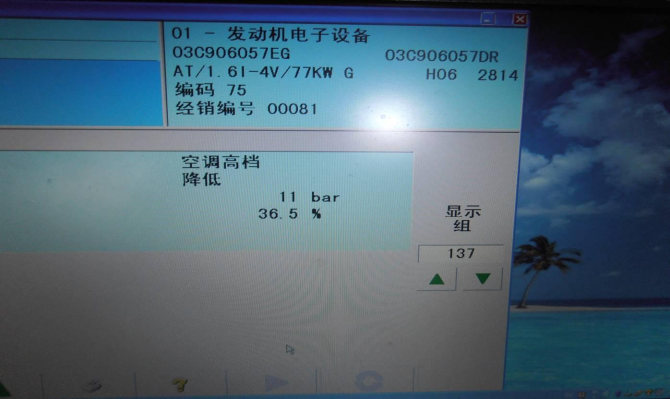 01 - 发动机电子设备
03C906057EG 03C906057DR
AT/1.6l-4V/77KW G H06 2814
编码 75
经销编号 00081
空调高档
降低
11 bar
36.5 %
显示
组
137
?